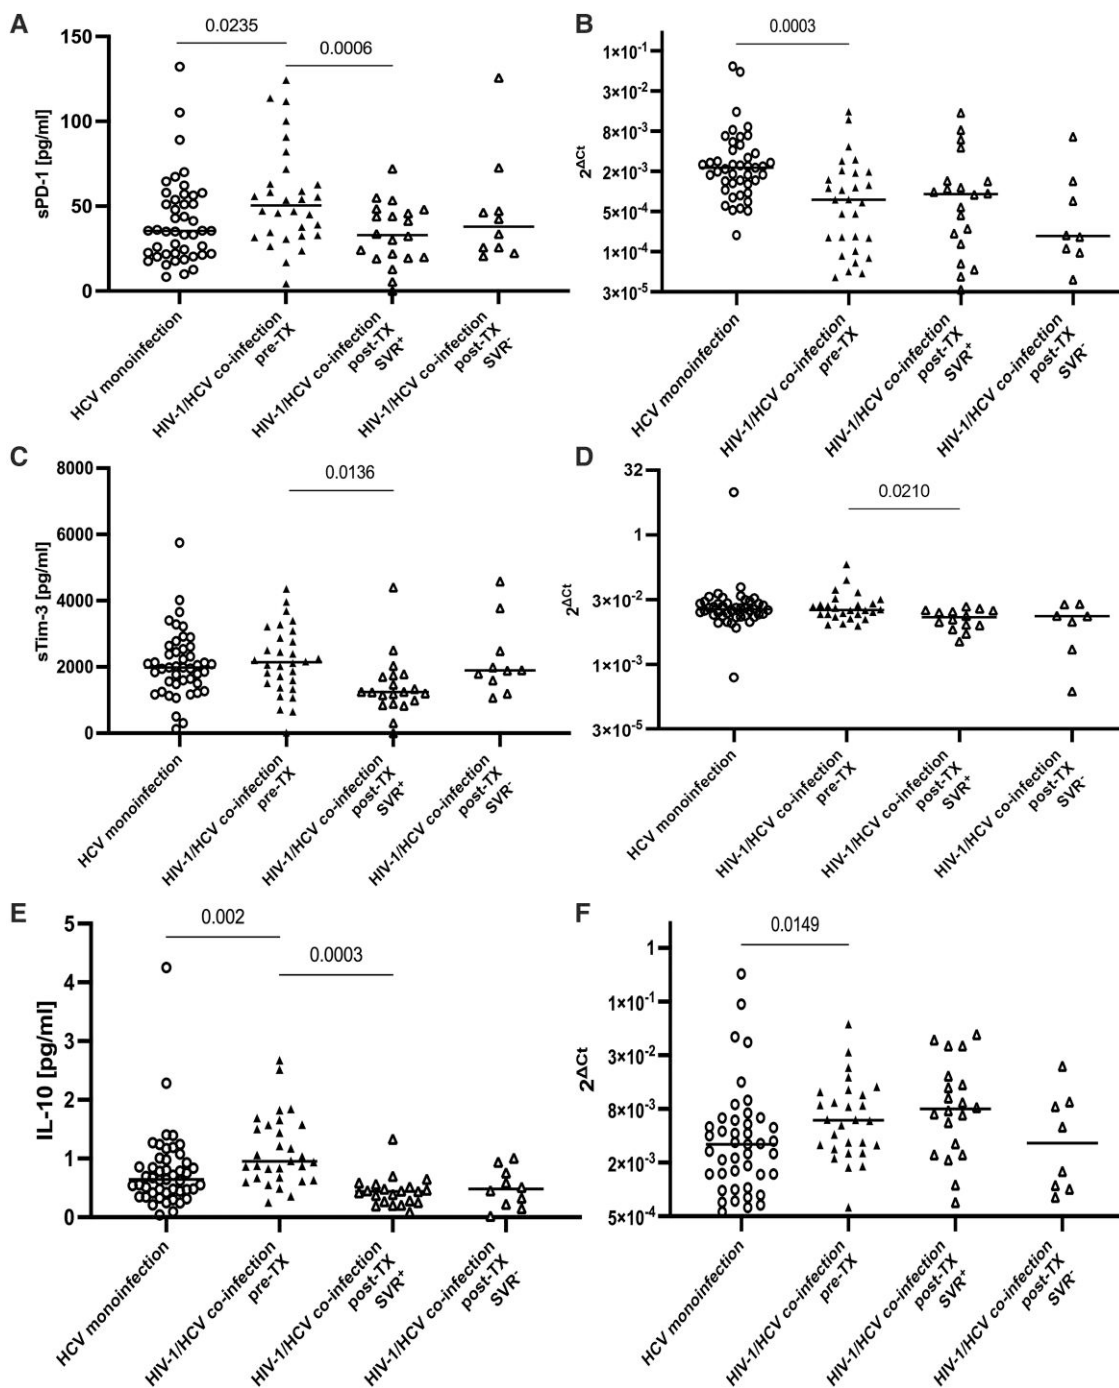 A
0.0235
0.0006
150
100
50
0
sPD-1 [pg/ml]
HCV monoinfection
HIV-1/HCV co-infection
pre-TX
HIV-1/HCV co-infection
post-TX
SVR⁺
HIV-1/HCV co-infection
post-TX
SVR⁻
B
0.0003
1×10⁻¹
3×10⁻²
8×10⁻³
2×10⁻³
5×10⁻⁴
1×10⁻⁴
3×10⁻⁵
2^ΔCt
HCV monoinfection
HIV-1/HCV co-infection
pre-TX
HIV-1/HCV co-infection
post-TX
SVR⁺
HIV-1/HCV co-infection
post-TX
SVR⁻
C
0.0136
8000
6000
4000
2000
0
sTim-3 [pg/ml]
HCV monoinfection
HIV-1/HCV co-infection
pre-TX
HIV-1/HCV co-infection
post-TX
SVR⁺
HIV-1/HCV co-infection
post-TX
SVR⁻
D
0.0210
32
1
3×10⁻²
1×10⁻³
3×10⁻⁵
2^ΔCt
HCV monoinfection
HIV-1/HCV co-infection
pre-TX
HIV-1/HCV co-infection
post-TX
SVR⁺
HIV-1/HCV co-infection
post-TX
SVR⁻
E
0.002
0.0003
5
4
3
2
1
0
IL-10 [pg/ml]
HCV monoinfection
HIV-1/HCV co-infection
pre-TX
HIV-1/HCV co-infection
post-TX
SVR⁺
HIV-1/HCV co-infection
post-TX
SVR⁻
F
0.0149
1
1×10⁻¹
3×10⁻²
8×10⁻³
2×10⁻³
5×10⁻⁴
2^ΔCt
HCV monoinfection
HIV-1/HCV co-infection
pre-TX
HIV-1/HCV co-infection
post-TX
SVR⁺
HIV-1/HCV co-infection
post-TX
SVR⁻